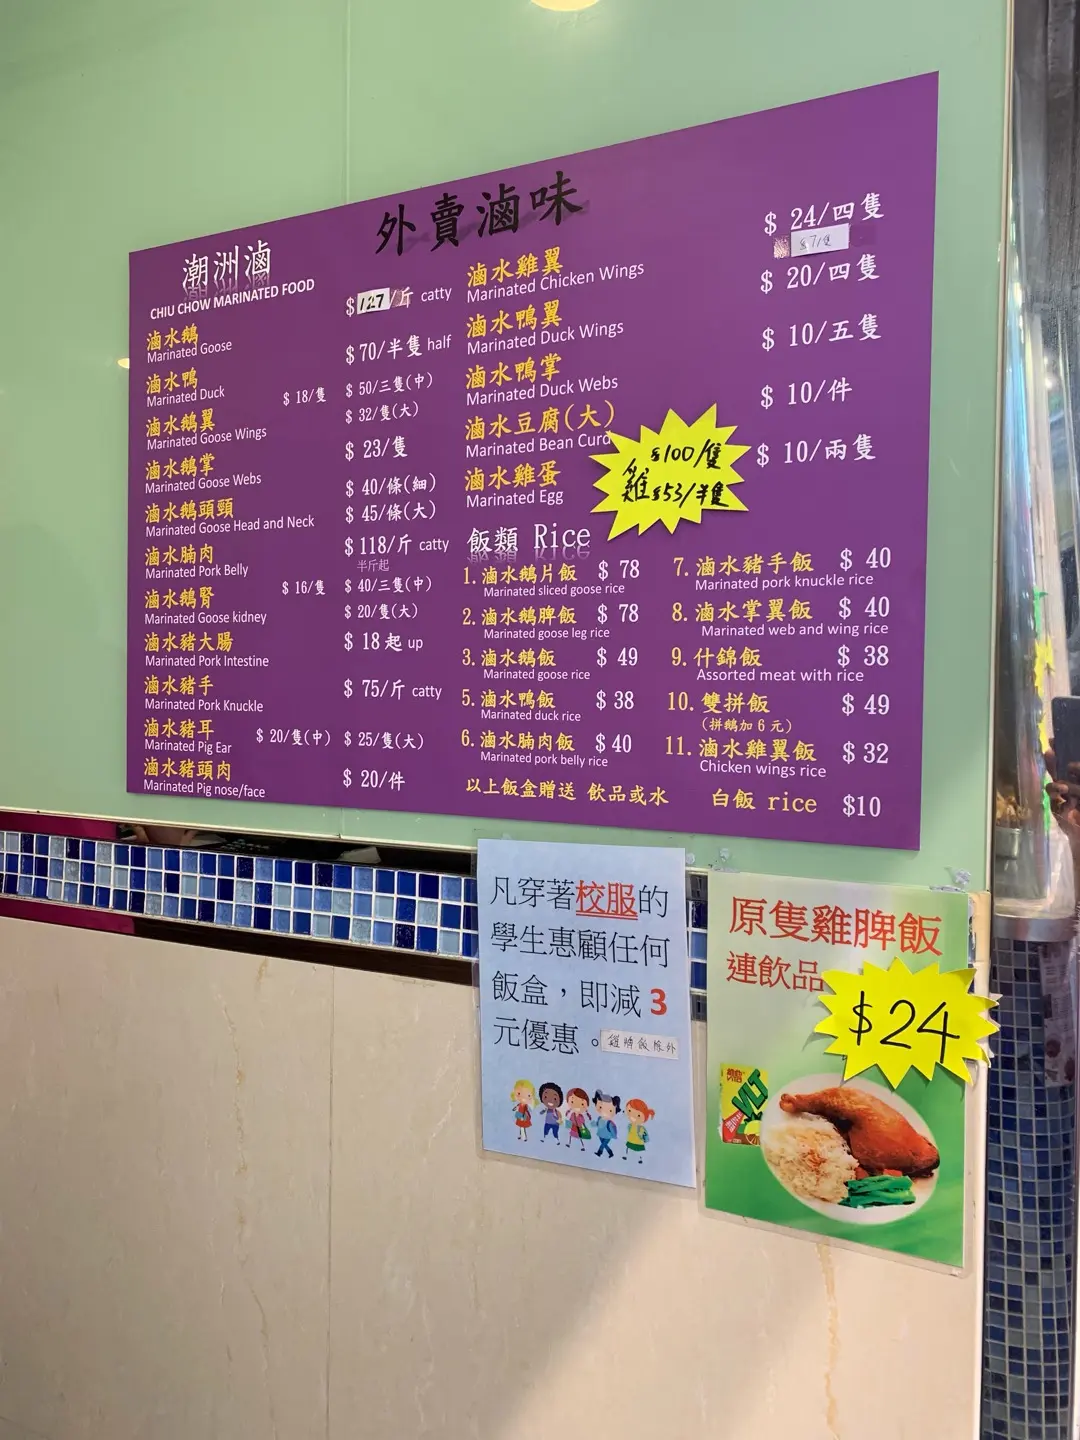 外賣滷味
潮洲滷
CHIU CHOW MARINATED FOOD
滷水鵝 $127/斤 catty
Marinated Goose
滷水鴨 $70/半隻 half
Marinated Duck
滷水鵝翼 $18/隻 $50/三隻(中)
Marinated Goose Wings $32/隻(大)
滷水鵝掌 $23/隻
Marinated Goose Webs
滷水鵝頭頸 $40/條(細)
Marinated Goose Head and Neck $45/條(大)
滷水腩肉 $118/斤 catty
Marinated Pork Belly 半斤起
滷水鵝腎 $16/隻 $40/三隻(中)
Marinated Goose kidney $20/隻(大)
滷水豬大腸 $18起 up
Marinated Pork Intestine
滷水豬手 $75/斤 catty
Marinated Pork Knuckle
滷水豬耳 $20/隻(中) $25/隻(大)
Marinated Pig Ear
滷水豬頭肉 $20/件
Marinated Pig nose/face
滷水雞翼 $24/四隻
Marinated Chicken Wings $7/隻
滷水鴨翼 $20/四隻
Marinated Duck Wings
滷水鴨掌 $10/五隻
Marinated Duck Webs
滷水豆腐(大) $10/件
Marinated Bean Curd
滷水雞蛋 $10/兩隻
Marinated Egg
雞 $100/隻
$53/半隻
飯類 Rice
1. 滷水鵝片飯 $78
Marinated sliced goose rice
2. 滷水鵝脾飯 $78
Marinated goose leg rice
3. 滷水鵝飯 $49
Marinated goose rice
5. 滷水鴨飯 $38
Marinated duck rice
6. 滷水腩肉飯 $40
Marinated pork belly rice
7. 滷水豬手飯 $40
Marinated pork knuckle rice
8. 滷水掌翼飯 $40
Marinated web and wing rice
9. 什錦飯 $38
Assorted meat with rice
10. 雙拼飯 $49
(拼鵝加6元)
11. 滷水雞翼飯 $32
Chicken wings rice
以上飯盒贈送 飲品或水 白飯 rice $10
凡穿著校服的
學生惠顧任何
飯盒，即減3
元優惠。雞脾飯除外
原隻雞脾飯
連飲品
$24
VLT